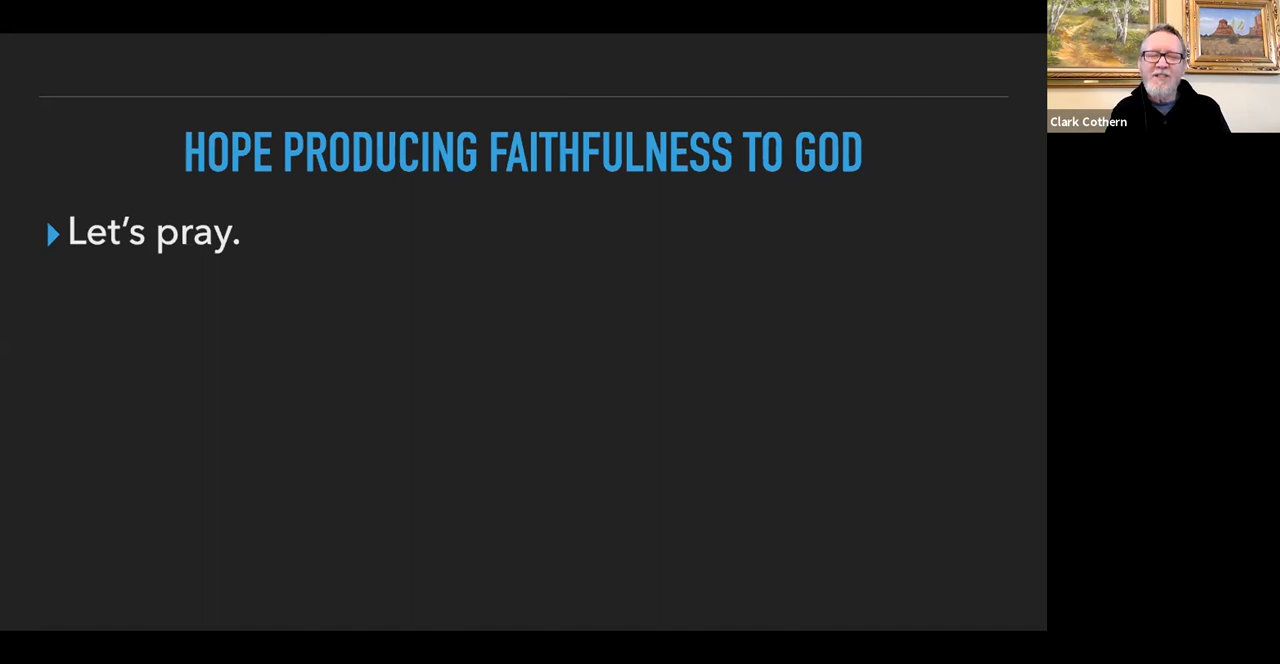 HOPE PRODUCING FAITHFULNESS TO GOD
Let’s pray.
Clark Cothern